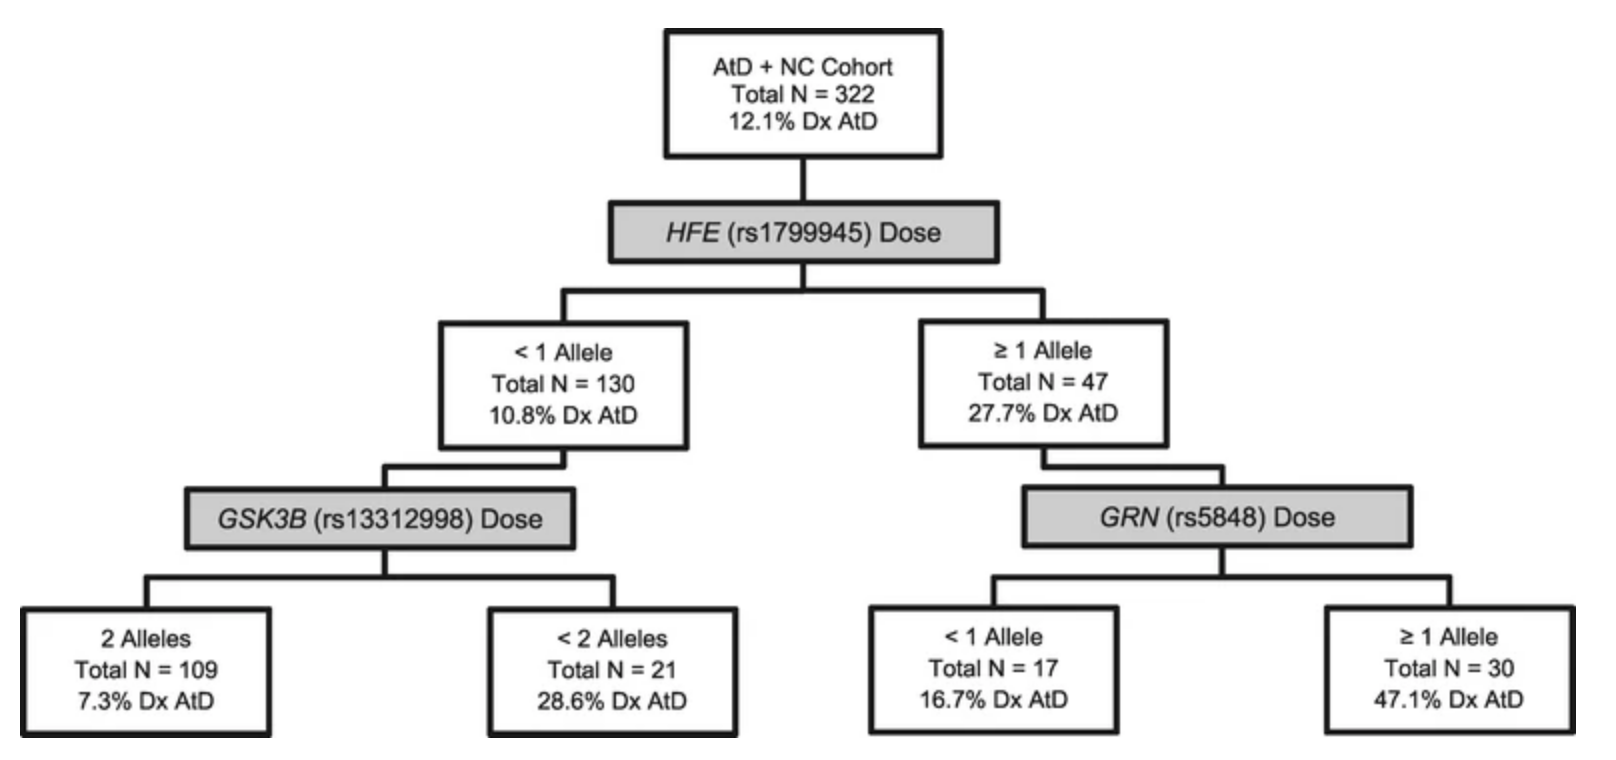 AtD + NC Cohort
Total N = 322
12.1% Dx AtD
HFE (rs1799945) Dose
< 1 Allele
Total N = 130
10.8% Dx AtD
≥ 1 Allele
Total N = 47
27.7% Dx AtD
GSK3B (rs13312998) Dose
GRN (rs5848) Dose
2 Alleles
Total N = 109
7.3% Dx AtD
< 2 Alleles
Total N = 21
28.6% Dx AtD
< 1 Allele
Total N = 17
16.7% Dx AtD
≥ 1 Allele
Total N = 30
47.1% Dx AtD